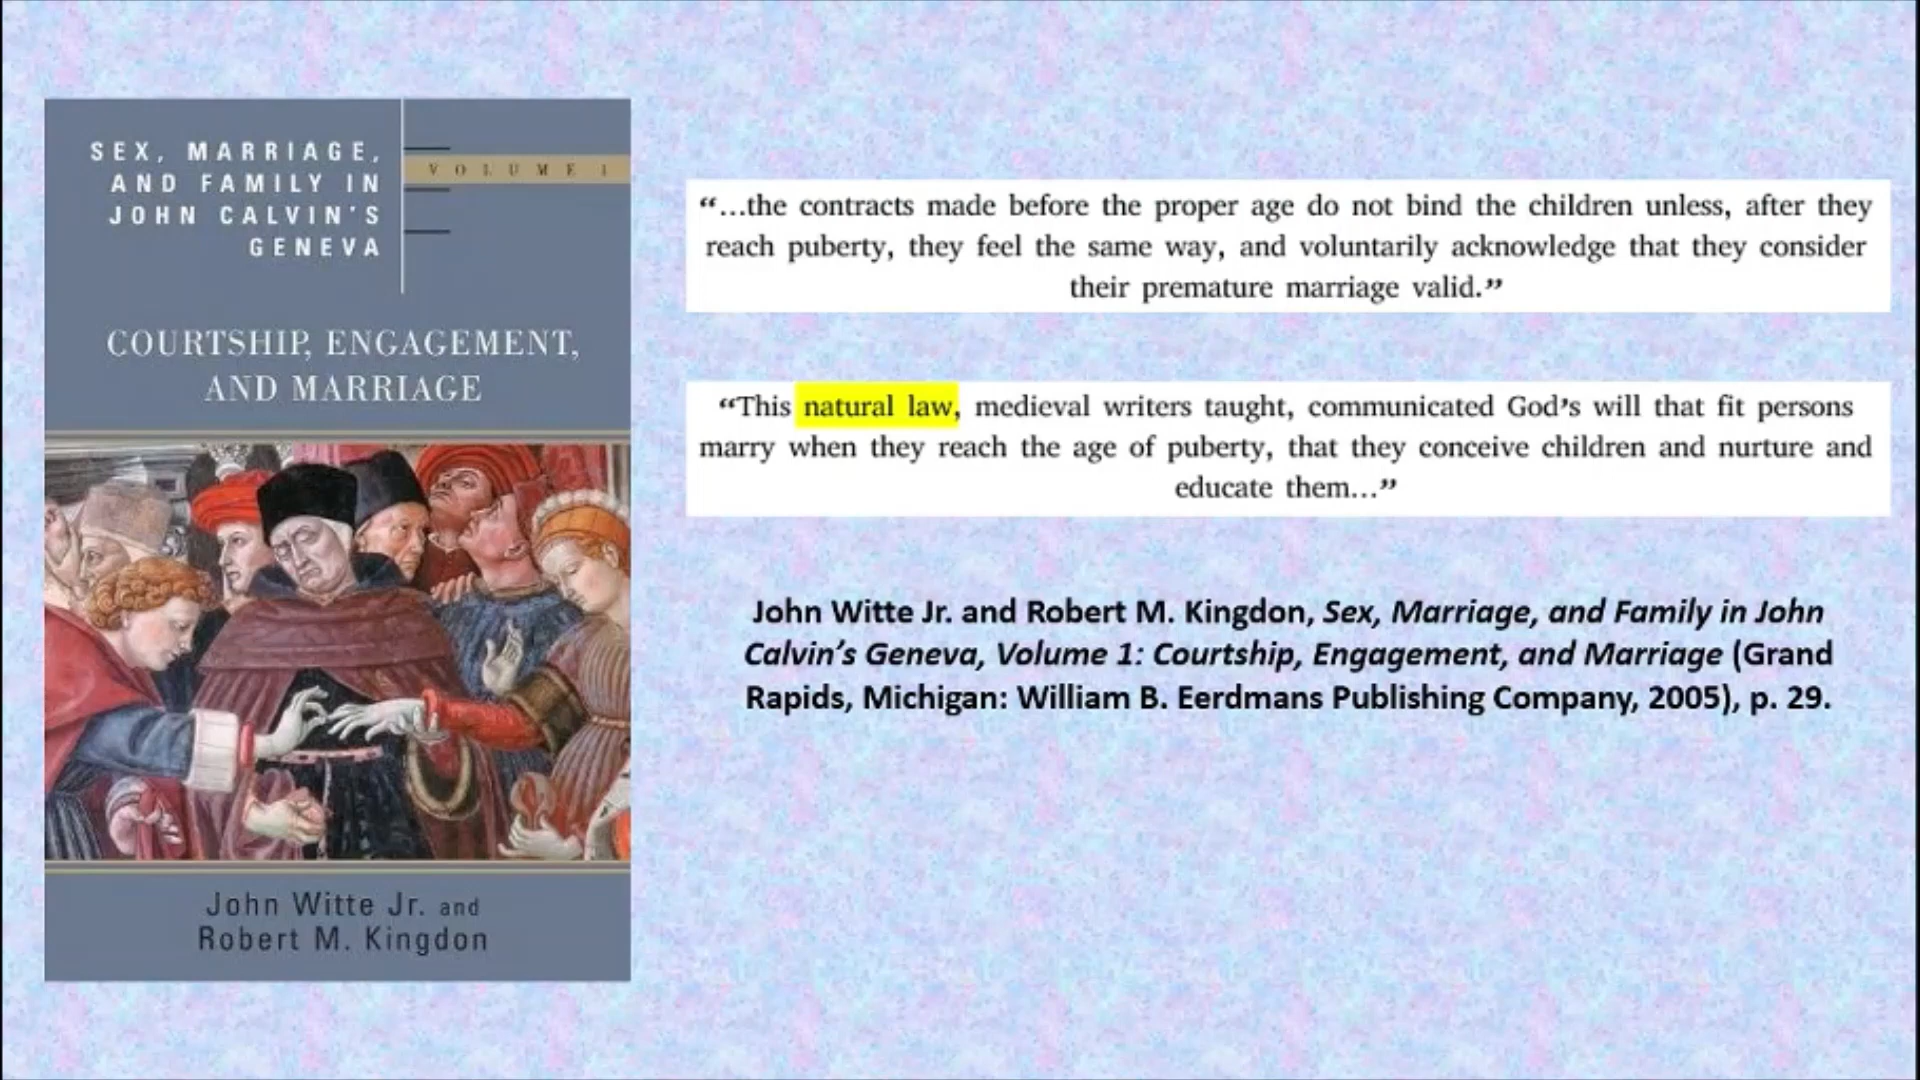 SEX, MARRIAGE,
AND FAMILY IN
JOHN CALVIN'S
GENEVA
VOLUME 1
COURTSHIP, ENGAGEMENT,
AND MARRIAGE
John Witte Jr. and
Robert M. Kingdon
“...the contracts made before the proper age do not bind the children unless, after they
reach puberty, they feel the same way, and voluntarily acknowledge that they consider
their premature marriage valid.”
“This natural law, medieval writers taught, communicated God’s will that fit persons
marry when they reach the age of puberty, that they conceive children and nurture and
educate them...”
John Witte Jr. and Robert M. Kingdon, Sex, Marriage, and Family in John
Calvin’s Geneva, Volume 1: Courtship, Engagement, and Marriage (Grand
Rapids, Michigan: William B. Eerdmans Publishing Company, 2005), p. 29.